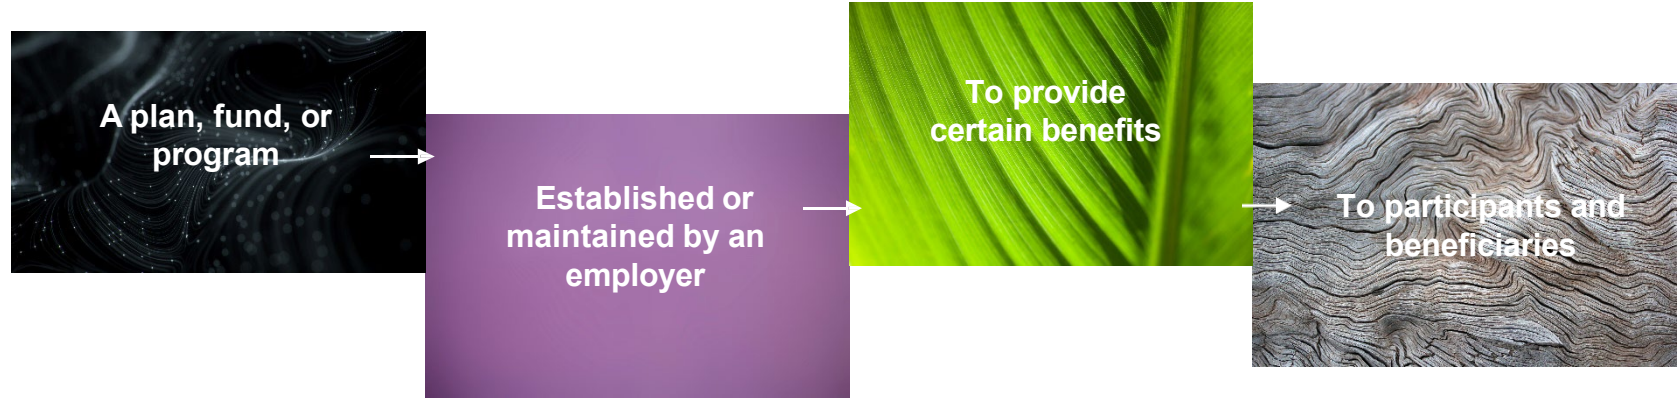 A plan, fund, or
program
Established or
maintained by an
employer
To provide
certain benefits
To participants and
beneficiaries